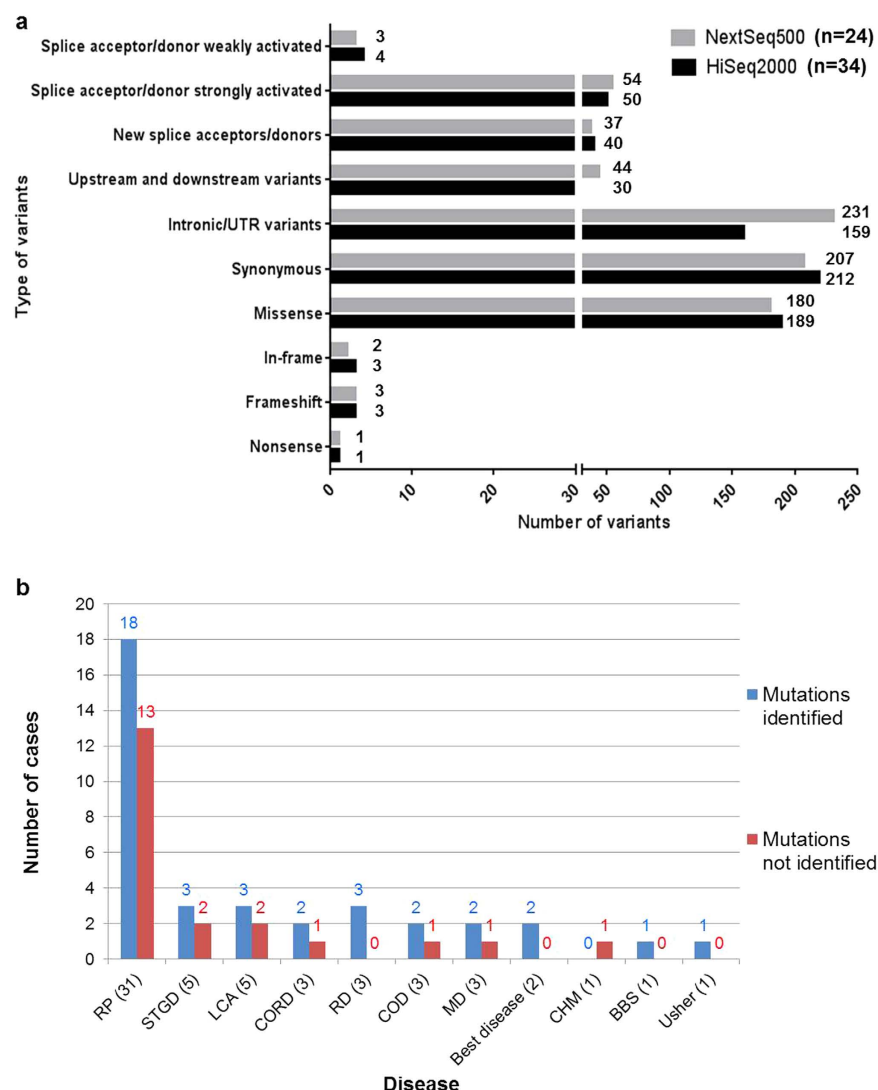 a
NextSeq500 (n=24)
HiSeq2000 (n=34)
Type of variants
Splice acceptor/donor weakly activated
3
4
Splice acceptor/donor strongly activated
54
50
New splice acceptors/donors
37
40
Upstream and downstream variants
44
30
Intronic/UTR variants
231
159
Synonymous
207
212
Missense
180
189
In-frame
2
3
Frameshift
3
3
Nonsense
1
1
0 10 20 30 50 100 150 200 250
Number of variants
b
Number of cases
20
18
16
14
12
10
8
6
4
2
0
18 13 3 2 3 2 2 1 3 0 2 1 2 1 2 0 0 1 1 0 1 0
Mutations
identified
Mutations
not identified
RP (31) STGD (5) LCA (5) CORD (3) RD (3) COD (3) MD (3) Best disease (2) CHM (1) BBS (1) Usher (1)
Disease